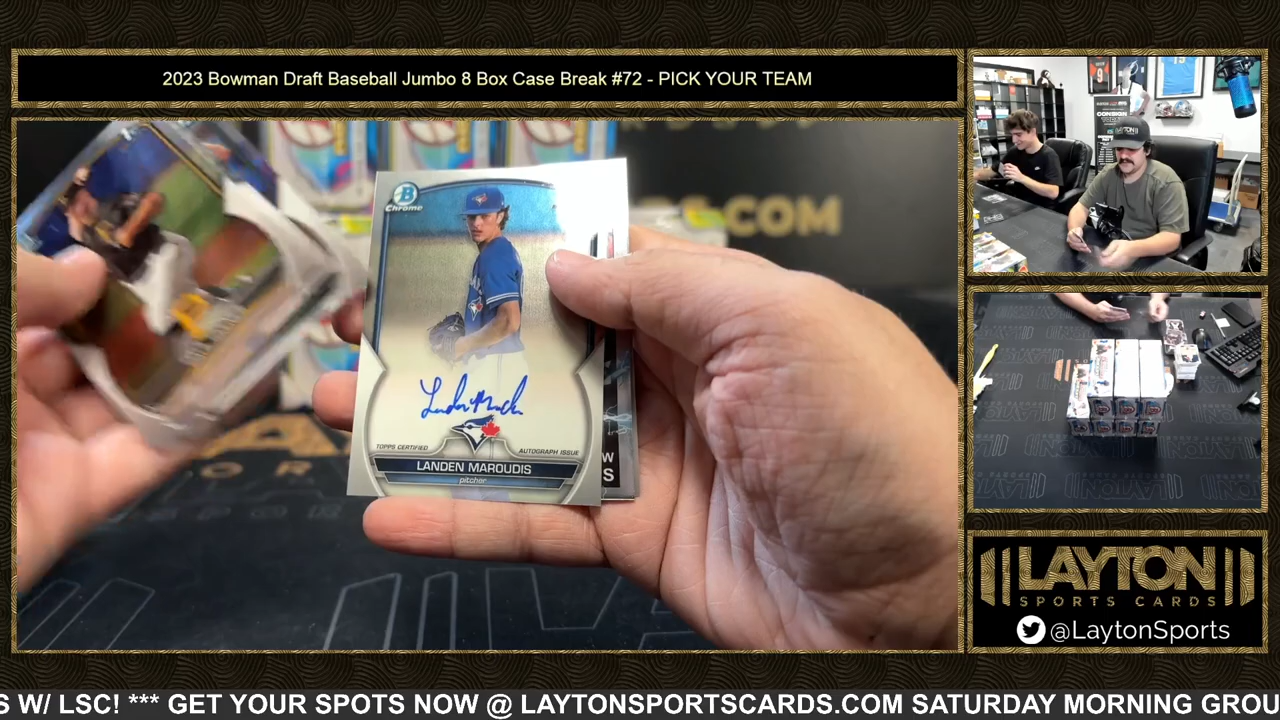 2023 Bowman Draft Baseball Jumbo 8 Box Case Break #72 - PICK YOUR TEAM
S.COM
B
Chrome
TOPPS CERTIFIED
AUTOGRAPH ISSUE
LANDEN MAROUDIS
pitcher
W
S
LAYTON
SPORTS CARDS
@LaytonSports
S W/ LSC! *** GET YOUR SPOTS NOW @ LAYTONSPORTSCARDS.COM SATURDAY MORNING GROU